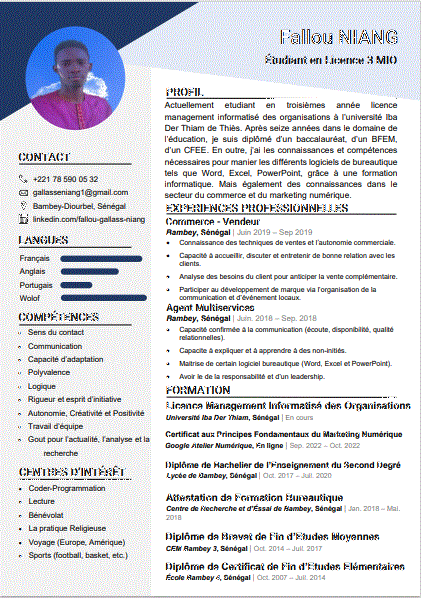 Fallou NIANG
Étudiant en Licence 3 MIO
PROFIL
Actuellement etudiant en troisièmes année licence
management informatisé des organisations à l'université Iba
Der Thiam de Thiès. Après seize années dans le domaine de
l'éducation, je suis diplômé d'un baccalauréat, d'un BFEM,
d'un CFEE. En outre, j'ai les connaissances et compétences
nécessaires pour manier les différents logiciels de bureautique
tels que Word, Excel, PowerPoint, grâce à une formation
informatique. Mais également des connaissances dans le
secteur du commerce et du marketing numérique.
CONTACT
+221 78 590 05 32
gallasseniang1@gmail.com
Bambey-Diourbel, Sénégal
linkedin.com/fallou-gallass-niang
LANGUES
Français
Anglais
Portugais
Wolof
COMPÉTENCES
Sens du contact
Communication
Capacité d'adaptation
Polyvalence
Logique
Rigueur et esprit d'initiative
Autonomie, Créativité et Positivité
Travail d'équipe
Gout pour l'actualité, l'analyse et la
recherche
CENTRES D'INTÉRÊT
Coder-Programmation
Lecture
Bénévolat
La pratique Religieuse
Voyage (Europe, Amérique)
Sports (football, basket, etc.)
EXPERIENCES PROFESSIONNELLES
Commerce - Vendeur
Bambey, Sénégal | Juin 2019 – Sep 2019
Connaissance des techniques de ventes et l'autonomie commerciale.
Capacité à accueillir, discuter et entretenir de bonne relation avec les
clients.
Analyse des besoins du client pour anticiper la vente complémentaire.
Participer au développement de marque via l'organisation de la
communication et d'événement locaux.
Agent Multiservices
Bambey, Sénégal | Juin. 2018 – Sep. 2018
Capacité confirmée à la communication (écoute, disponibilité, qualité
relationnelles).
Capacité à expliquer et à apprendre à des non-initiés.
Maitrise de certain logiciel bureautique (Word, Excel et PowerPoint).
Avoir le de la responsabilité et d'un leadership.
FORMATION
Licence Management Informatisé des Organisations
Université Iba Der Thiam, Sénégal | En cours
Certificat aux Principes Fondamentaux du Marketing Numérique
Google Atelier Numérique, En ligne | Sep. 2022 – Oct. 2022
Diplôme de Bachelier de l'Enseignement du Second Degré
Lycée de Bambey, Sénégal | Oct. 2017 – Juil. 2020
Attestation de Formation Bureautique
Centre de Recherche et d'Éssai de Bambey, Sénégal | Jan. 2018 – Mai.
2018
Diplôme de Brevet de Fin d'Etudes Moyennes
CEM Bambey 3, Sénégal | Oct. 2014 – Juil. 2017
Diplôme de Certificat de Fin d'Etudes Elémentaires
École Bambey 6, Sénégal | Oct. 2007 – Juil. 2014